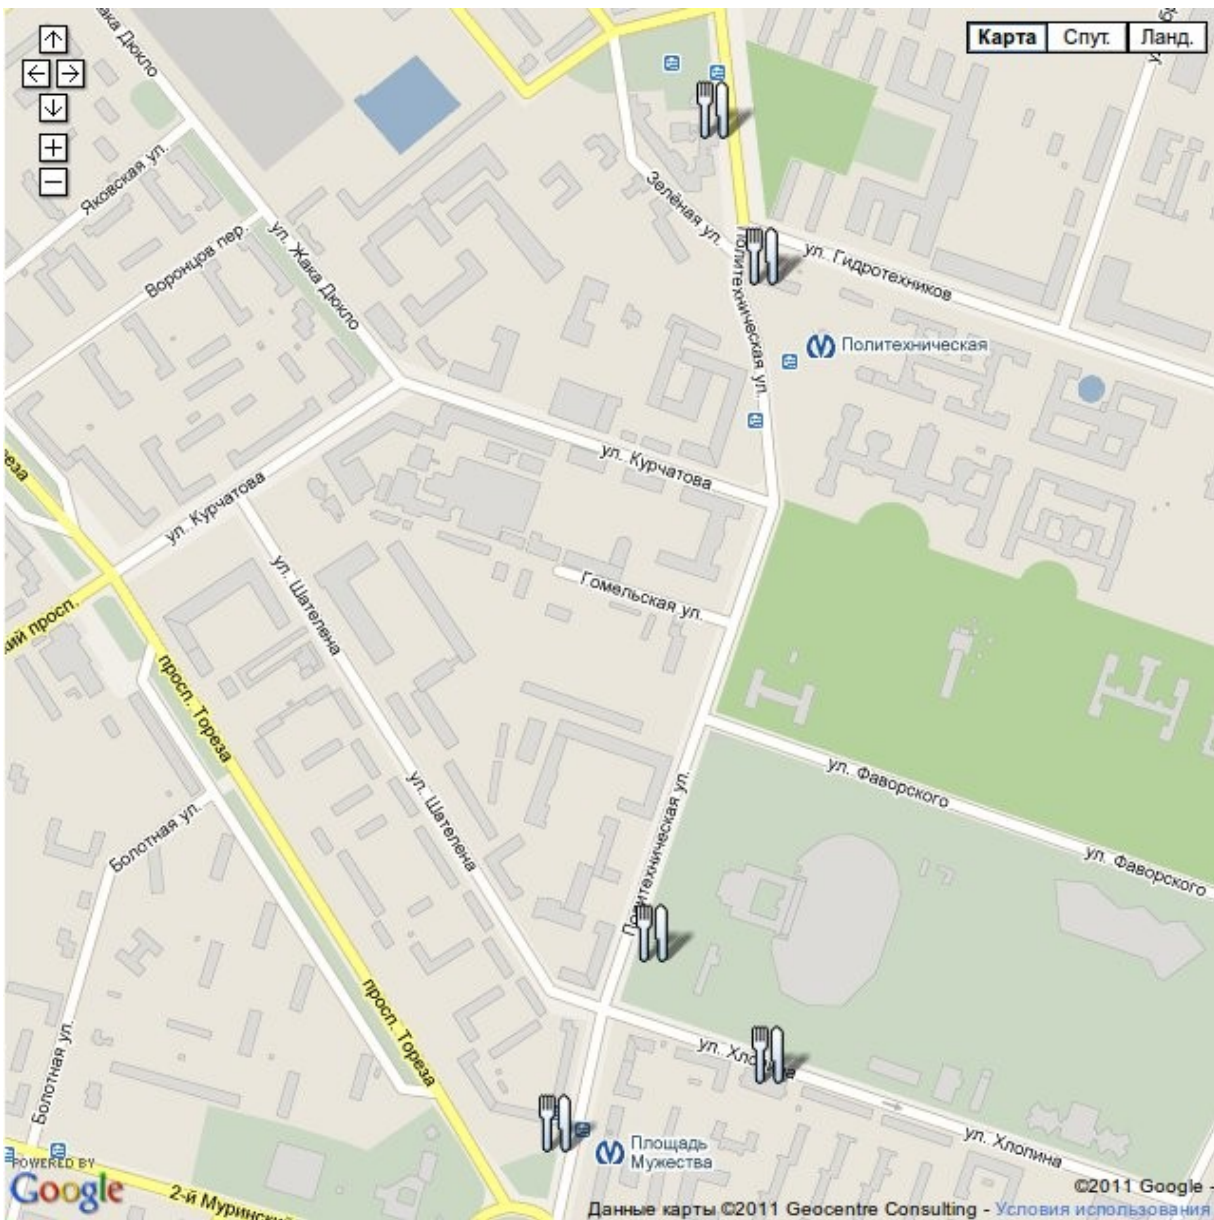 Карта
Спут.
Ланд.
Жака Дюкло
Яковская ул.
Зелёная ул.
Воронцов пер.
ул. Жака Дюкло
ул. Гидротехников
Политехническая ул.
Политехническая
ул. Курчатова
ул. Курчатова
ул. Шателена
Гомельская ул.
кий просп.
просп. Тореза
ул. Шателена
Политехническая ул.
ул. Фаворского
ул. Фаворского
Болотная ул.
просп. Тореза
ул. Хлопина
Болотная ул.
ул. Хлопина
Площадь
Мужества
POWERED BY
Google
2-й Муринский
©2011 Google -
Данные карты ©2011 Geocentre Consulting - Условия использования